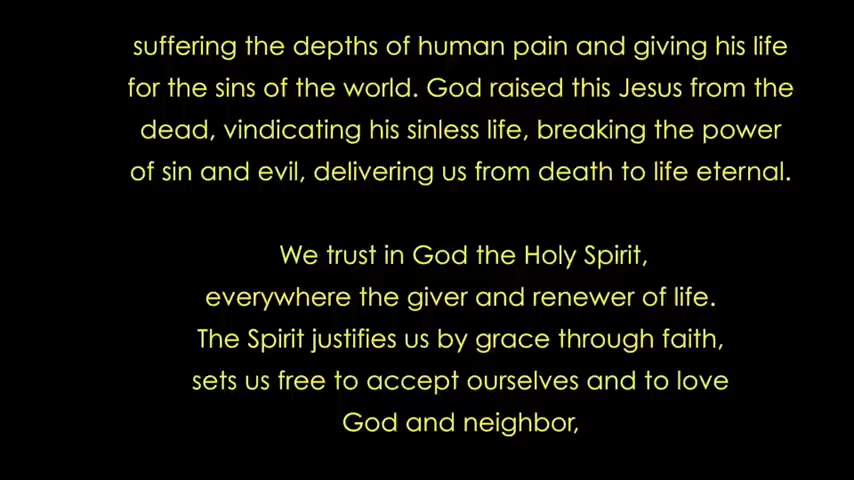 suffering the depths of human pain and giving his life
for the sins of the world. God raised this Jesus from the
dead, vindicating his sinless life, breaking the power
of sin and evil, delivering us from death to life eternal.
We trust in God the Holy Spirit,
everywhere the giver and renewer of life.
The Spirit justifies us by grace through faith,
sets us free to accept ourselves and to love
God and neighbor,